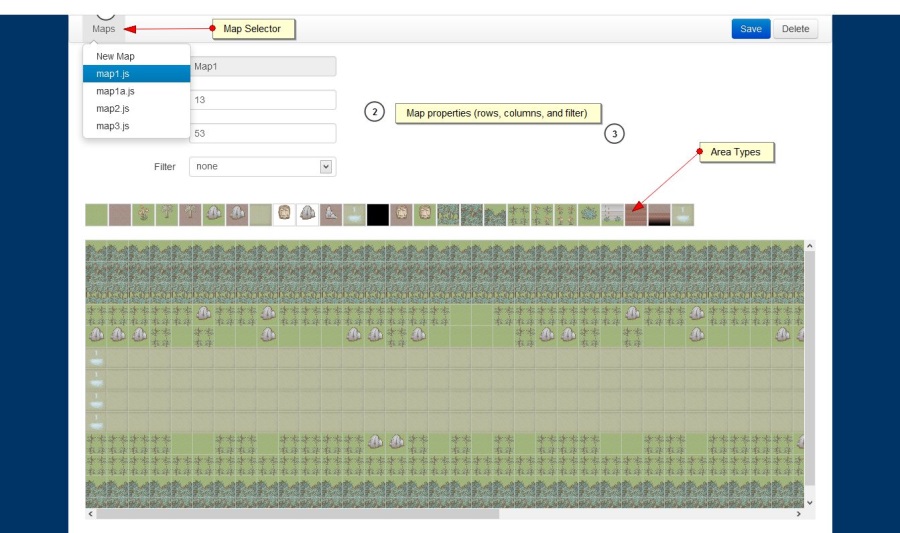 Maps
Map Selector
Save
Delete
New Map
map1.js
map1a.js
map2.js
map3.js
Map1
13
2
Map properties (rows, columns, and filter)
53
3
Area Types
Filter
none